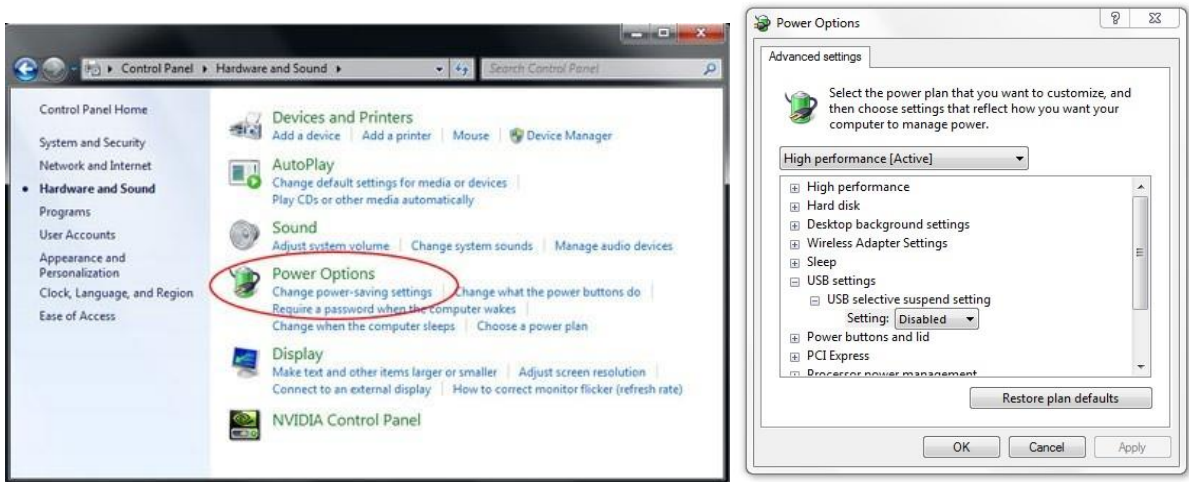 Control Panel ▸ Hardware and Sound ▸
Search Control Panel
Control Panel Home
System and Security
Network and Internet
Hardware and Sound
Programs
User Accounts
Appearance and
Personalization
Clock, Language, and Region
Ease of Access
Devices and Printers
Add a device | Add a printer | Mouse | Device Manager
AutoPlay
Change default settings for media or devices |
Play CDs or other media automatically
Sound
Adjust system volume | Change system sounds | Manage audio devices
Power Options
Change power-saving settings | Change what the power buttons do |
Require a password when the computer wakes |
Change when the computer sleeps | Choose a power plan
Display
Make text and other items larger or smaller | Adjust screen resolution |
Connect to an external display | How to correct monitor flicker (refresh rate)
NVIDIA Control Panel
Power Options
Advanced settings
Select the power plan that you want to customize, and
then choose settings that reflect how you want your
computer to manage power.
High performance [Active]
High performance
Hard disk
Desktop background settings
Wireless Adapter Settings
Sleep
USB settings
USB selective suspend setting
Setting: Disabled
Power buttons and lid
PCI Express
Processor power management
Restore plan defaults
OK Cancel Apply